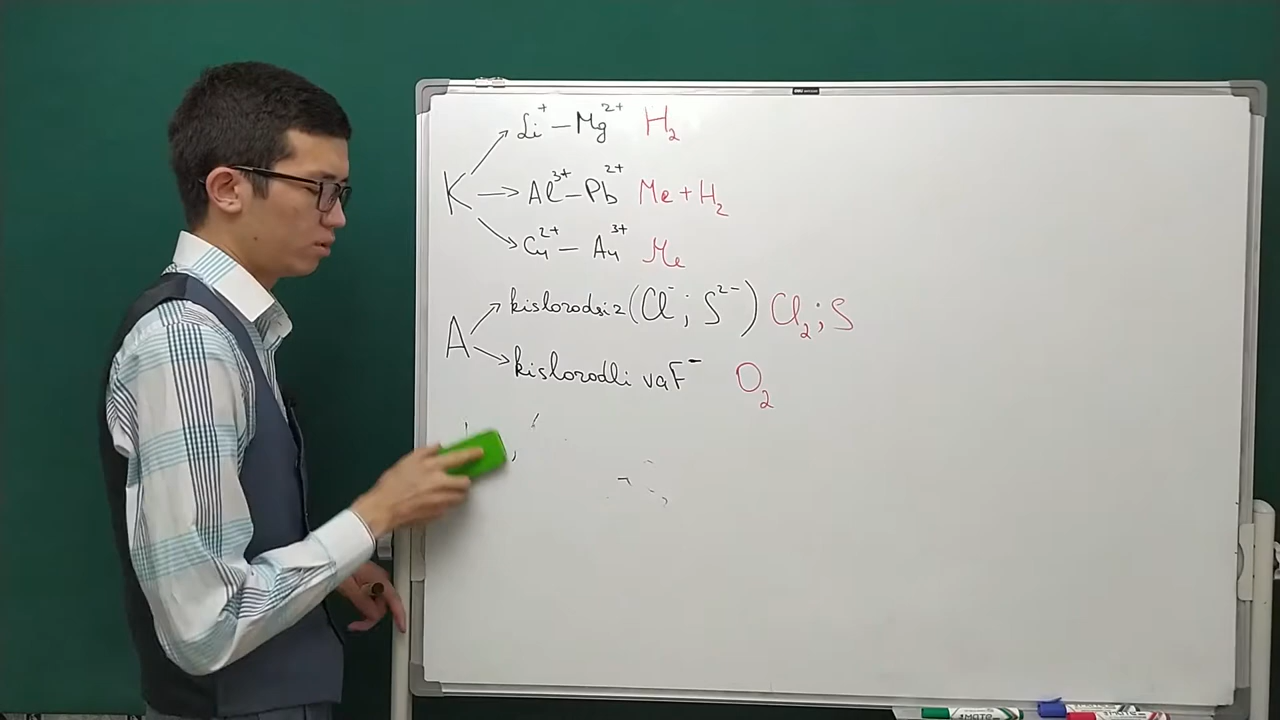 Li⁺ – Mg²⁺ H₂
K → Al³⁺ – Pb²⁺ Me + H₂
Cu²⁺ – Au³⁺ Me
kislorodsiz (Cl⁻; S²⁻) Cl₂; S
A
kislorodli va F⁻ O₂